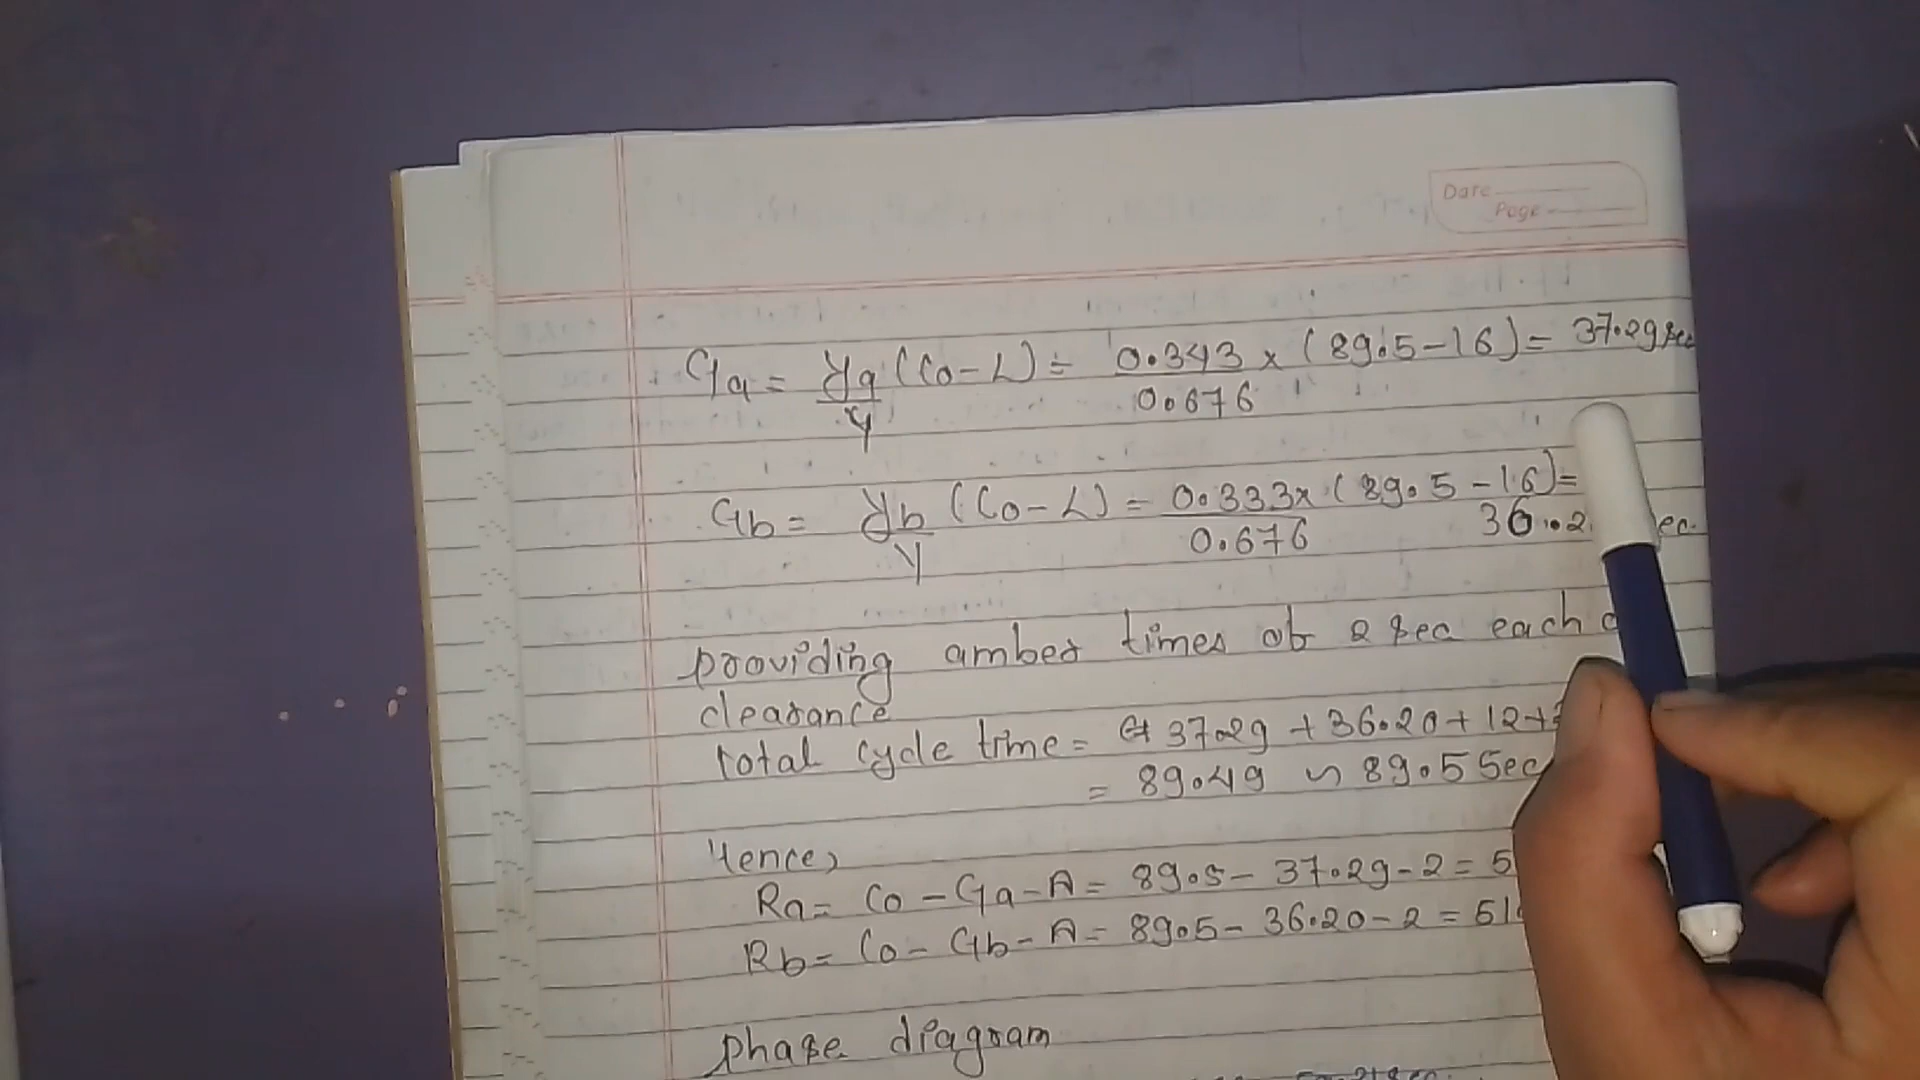 Date
Page
Ga = ya/y (Co-L) = 0.343/0.676 x (89.5-16) = 37.29 sec
Gb = yb/y (Co-L) = 0.333/0.676 x (89.5-16) =
36.2 ec.
providing amber times of 2 sec each
clearance
total cycle time = 37.29 + 36.20 + 12 +
= 89.49 ∽ 89.5 Sec
Hence,
Ra = Co - Ga - A = 89.5 - 37.29 - 2 = 5
Rb = Co - Gb - A = 89.5 - 36.20 - 2 = 51
phase diagram